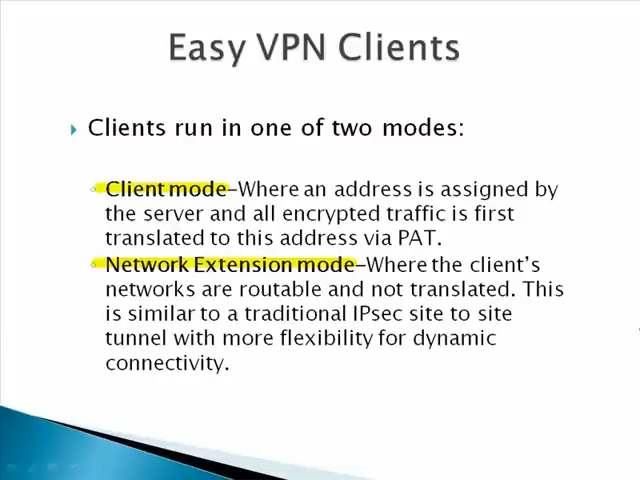 Easy VPN Clients
Clients run in one of two modes:
Client mode-Where an address is assigned by
the server and all encrypted traffic is first
translated to this address via PAT.
Network Extension mode-Where the client's
networks are routable and not translated. This
is similar to a traditional IPsec site to site
tunnel with more flexibility for dynamic
connectivity.